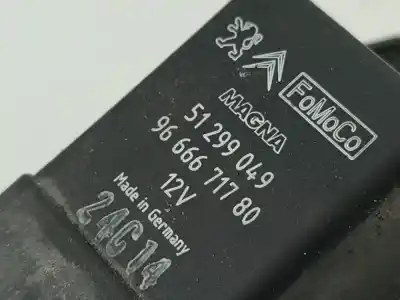 FoMoCo
MAGNA
51 299 049
96 666 717 80
12V
Made in Germany
24C14